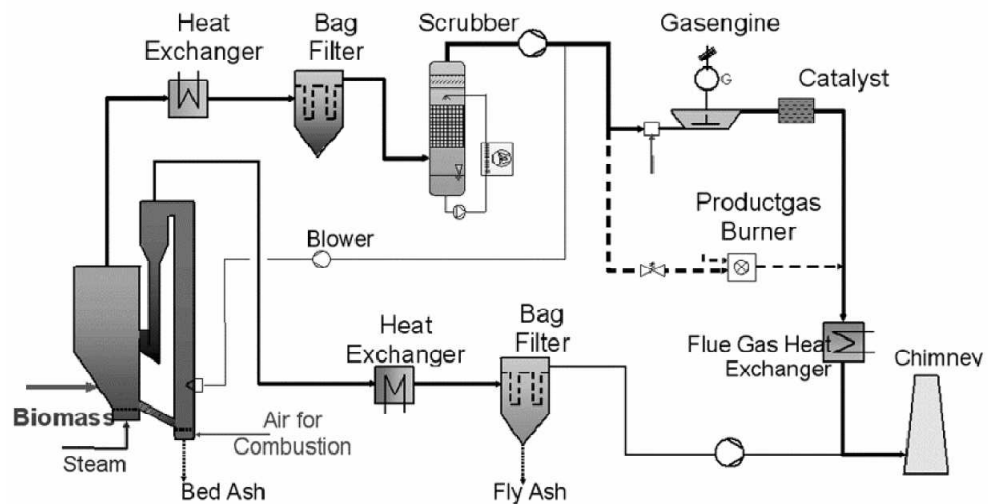 Heat
Exchanger
Bag
Filter
Scrubber
Gasengine
G
Catalyst
Productgas
Burner
Blower
Heat
Exchanger
Bag
Filter
Flue Gas Heat
Exchanger
Chimney
Biomass
Steam
Air for
Combustion
Bed Ash
Fly Ash